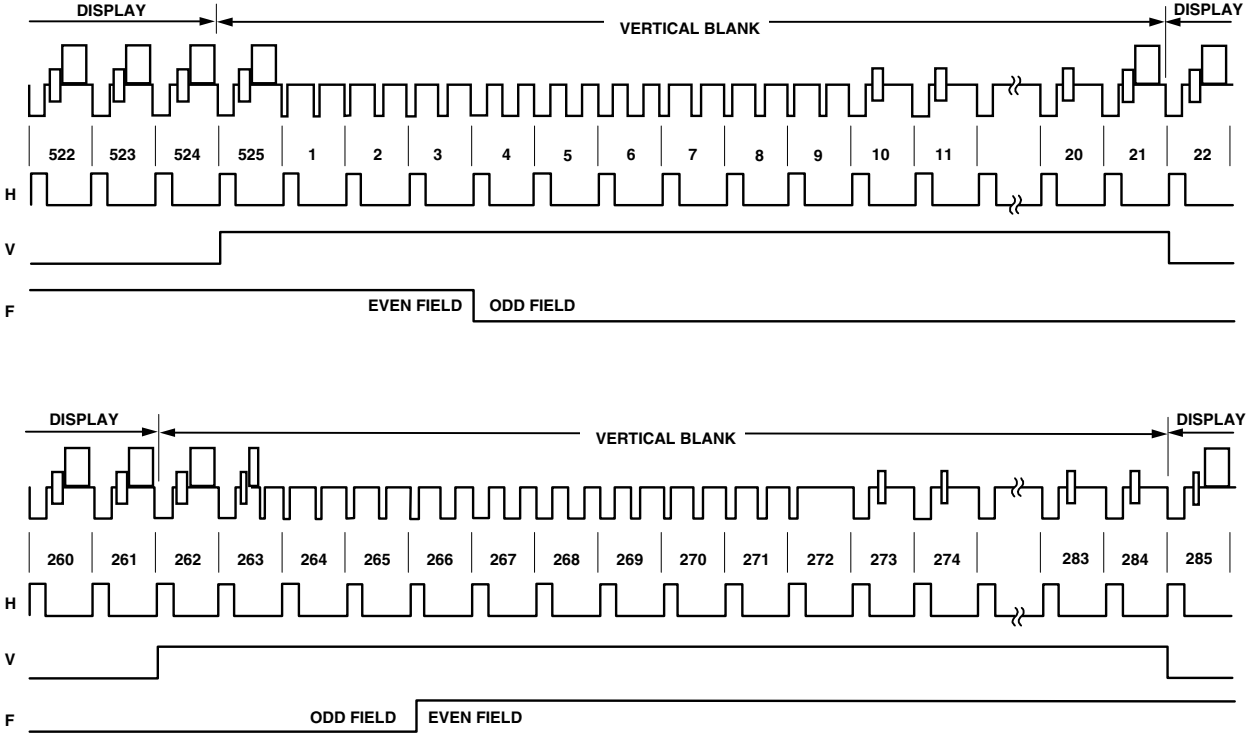 DISPLAY VERTICAL BLANK DISPLAY
522 523 524 525 1 2 3 4 5 6 7 8 9 10 11 20 21 22
H
V
F EVEN FIELD ODD FIELD
DISPLAY VERTICAL BLANK DISPLAY
260 261 262 263 264 265 266 267 268 269 270 271 272 273 274 283 284 285
H
V
F ODD FIELD EVEN FIELD